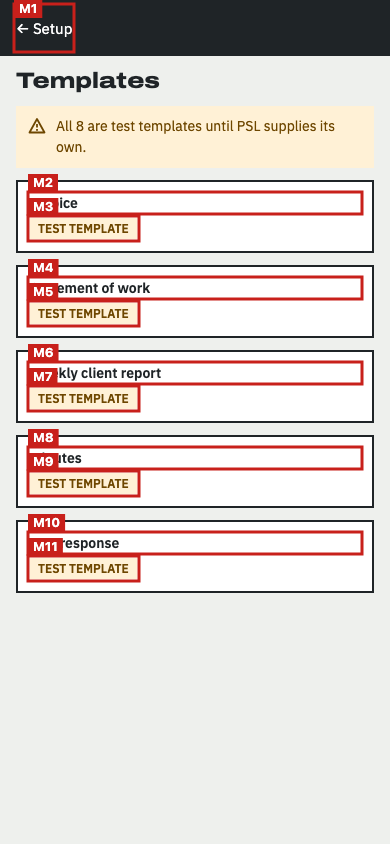 M1
← Setup
Templates
All 8 are test templates until PSL supplies its
own.
M2
M3
TEST TEMPLATE
M4
M5 ement of work
TEST TEMPLATE
M6
M7 kly client report
TEST TEMPLATE
M8
M9
TEST TEMPLATE
M10
M11 response
TEST TEMPLATE